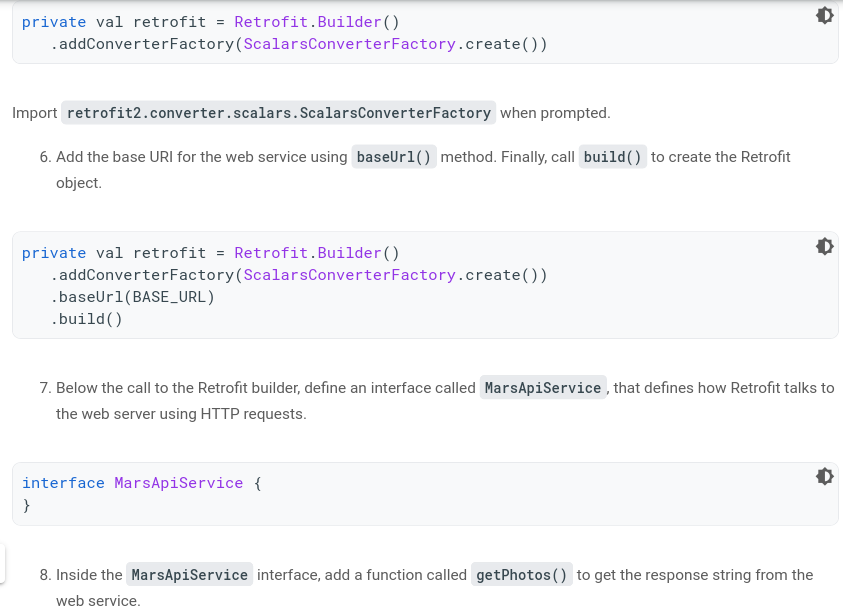 private val retrofit = Retrofit.Builder()
   .addConverterFactory(ScalarsConverterFactory.create())
Import retrofit2.converter.scalars.ScalarsConverterFactory when prompted.
6. Add the base URI for the web service using baseUrl() method. Finally, call build() to create the Retrofit
object.
private val retrofit = Retrofit.Builder()
   .addConverterFactory(ScalarsConverterFactory.create())
   .baseUrl(BASE_URL)
   .build()
7. Below the call to the Retrofit builder, define an interface called MarsApiService, that defines how Retrofit talks to
the web server using HTTP requests.
interface MarsApiService {
}
8. Inside the MarsApiService interface, add a function called getPhotos() to get the response string from the
web service.